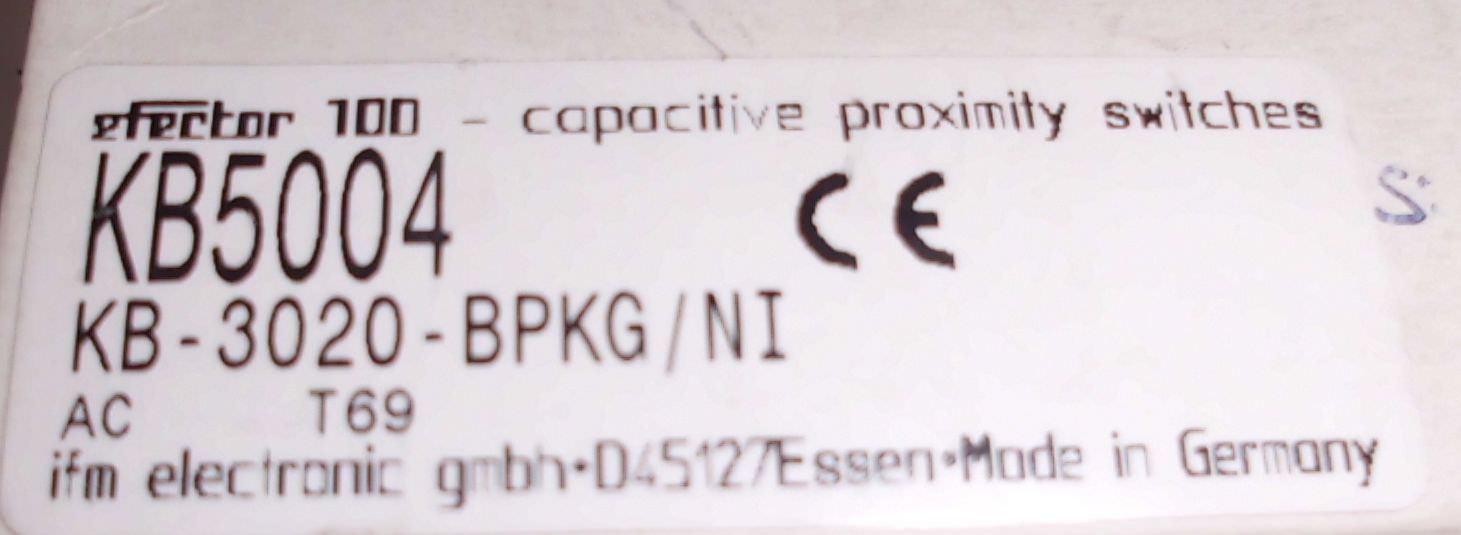 efector 100 - capacitive proximity switches
KB5004
CE
S:
KB-3020-BPKG/NI
AC T69
ifm electronic gmbh•D45127Essen•Made in Germany